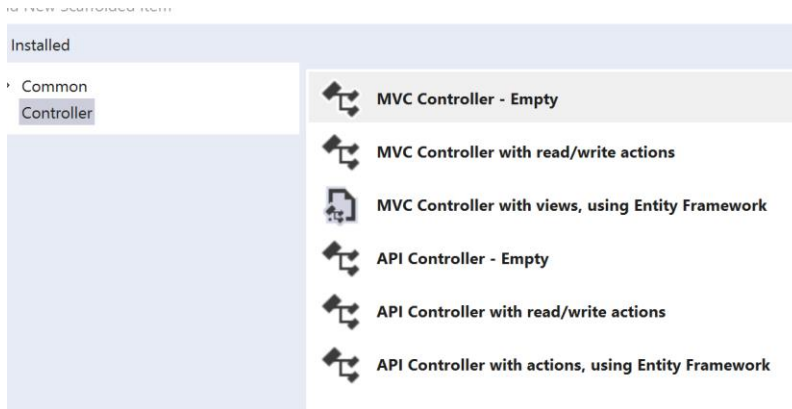 Installed
Common
Controller
MVC Controller - Empty
MVC Controller with read/write actions
MVC Controller with views, using Entity Framework
API Controller - Empty
API Controller with read/write actions
API Controller with actions, using Entity Framework